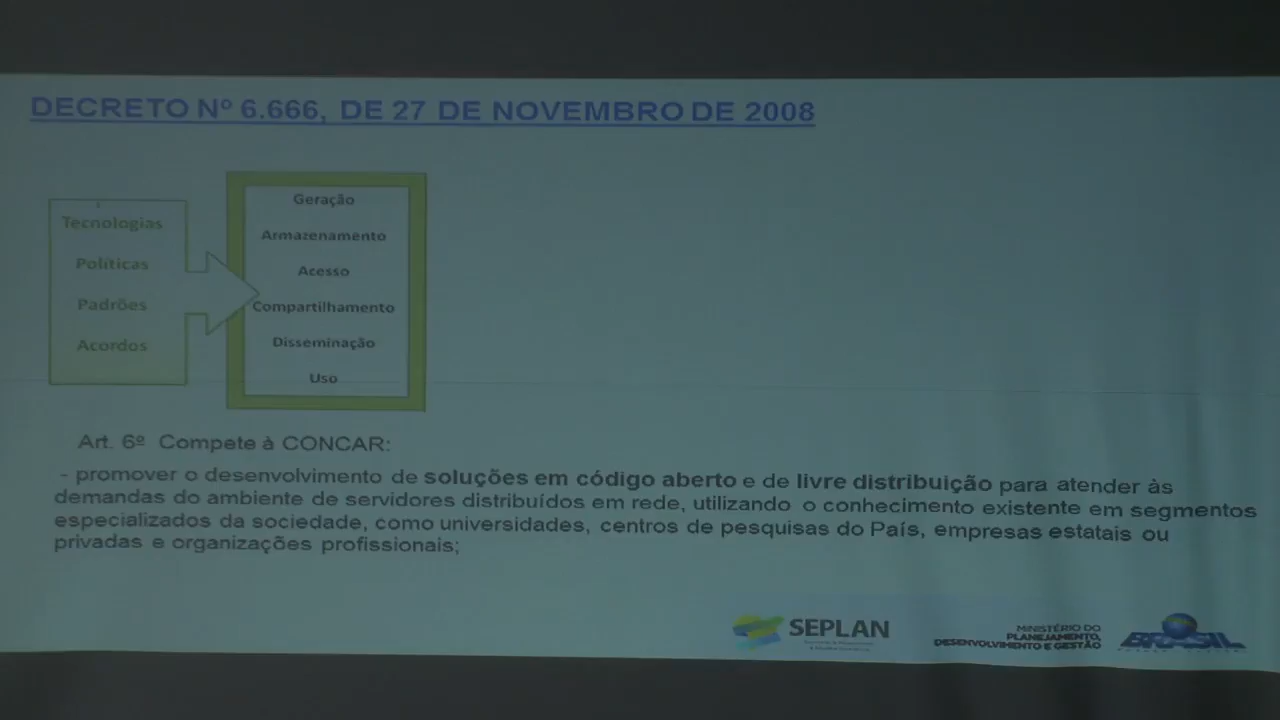 DECRETO Nº 6.666, DE 27 DE NOVEMBRO DE 2008
Tecnologias
Políticas
Padrões
Acordos
Geração
Armazenamento
Acesso
Compartilhamento
Disseminação
Uso
Art. 6º Compete à CONCAR:
- promover o desenvolvimento de soluções em código aberto e de livre distribuição para atender às
demandas do ambiente de servidores distribuídos em rede, utilizando o conhecimento existente em segmentos
especializados da sociedade, como universidades, centros de pesquisas do País, empresas estatais ou
privadas e organizações profissionais;
SEPLAN
MINISTÉRIO DO
PLANEJAMENTO,
DESENVOLVIMENTO E GESTÃO
BRASIL